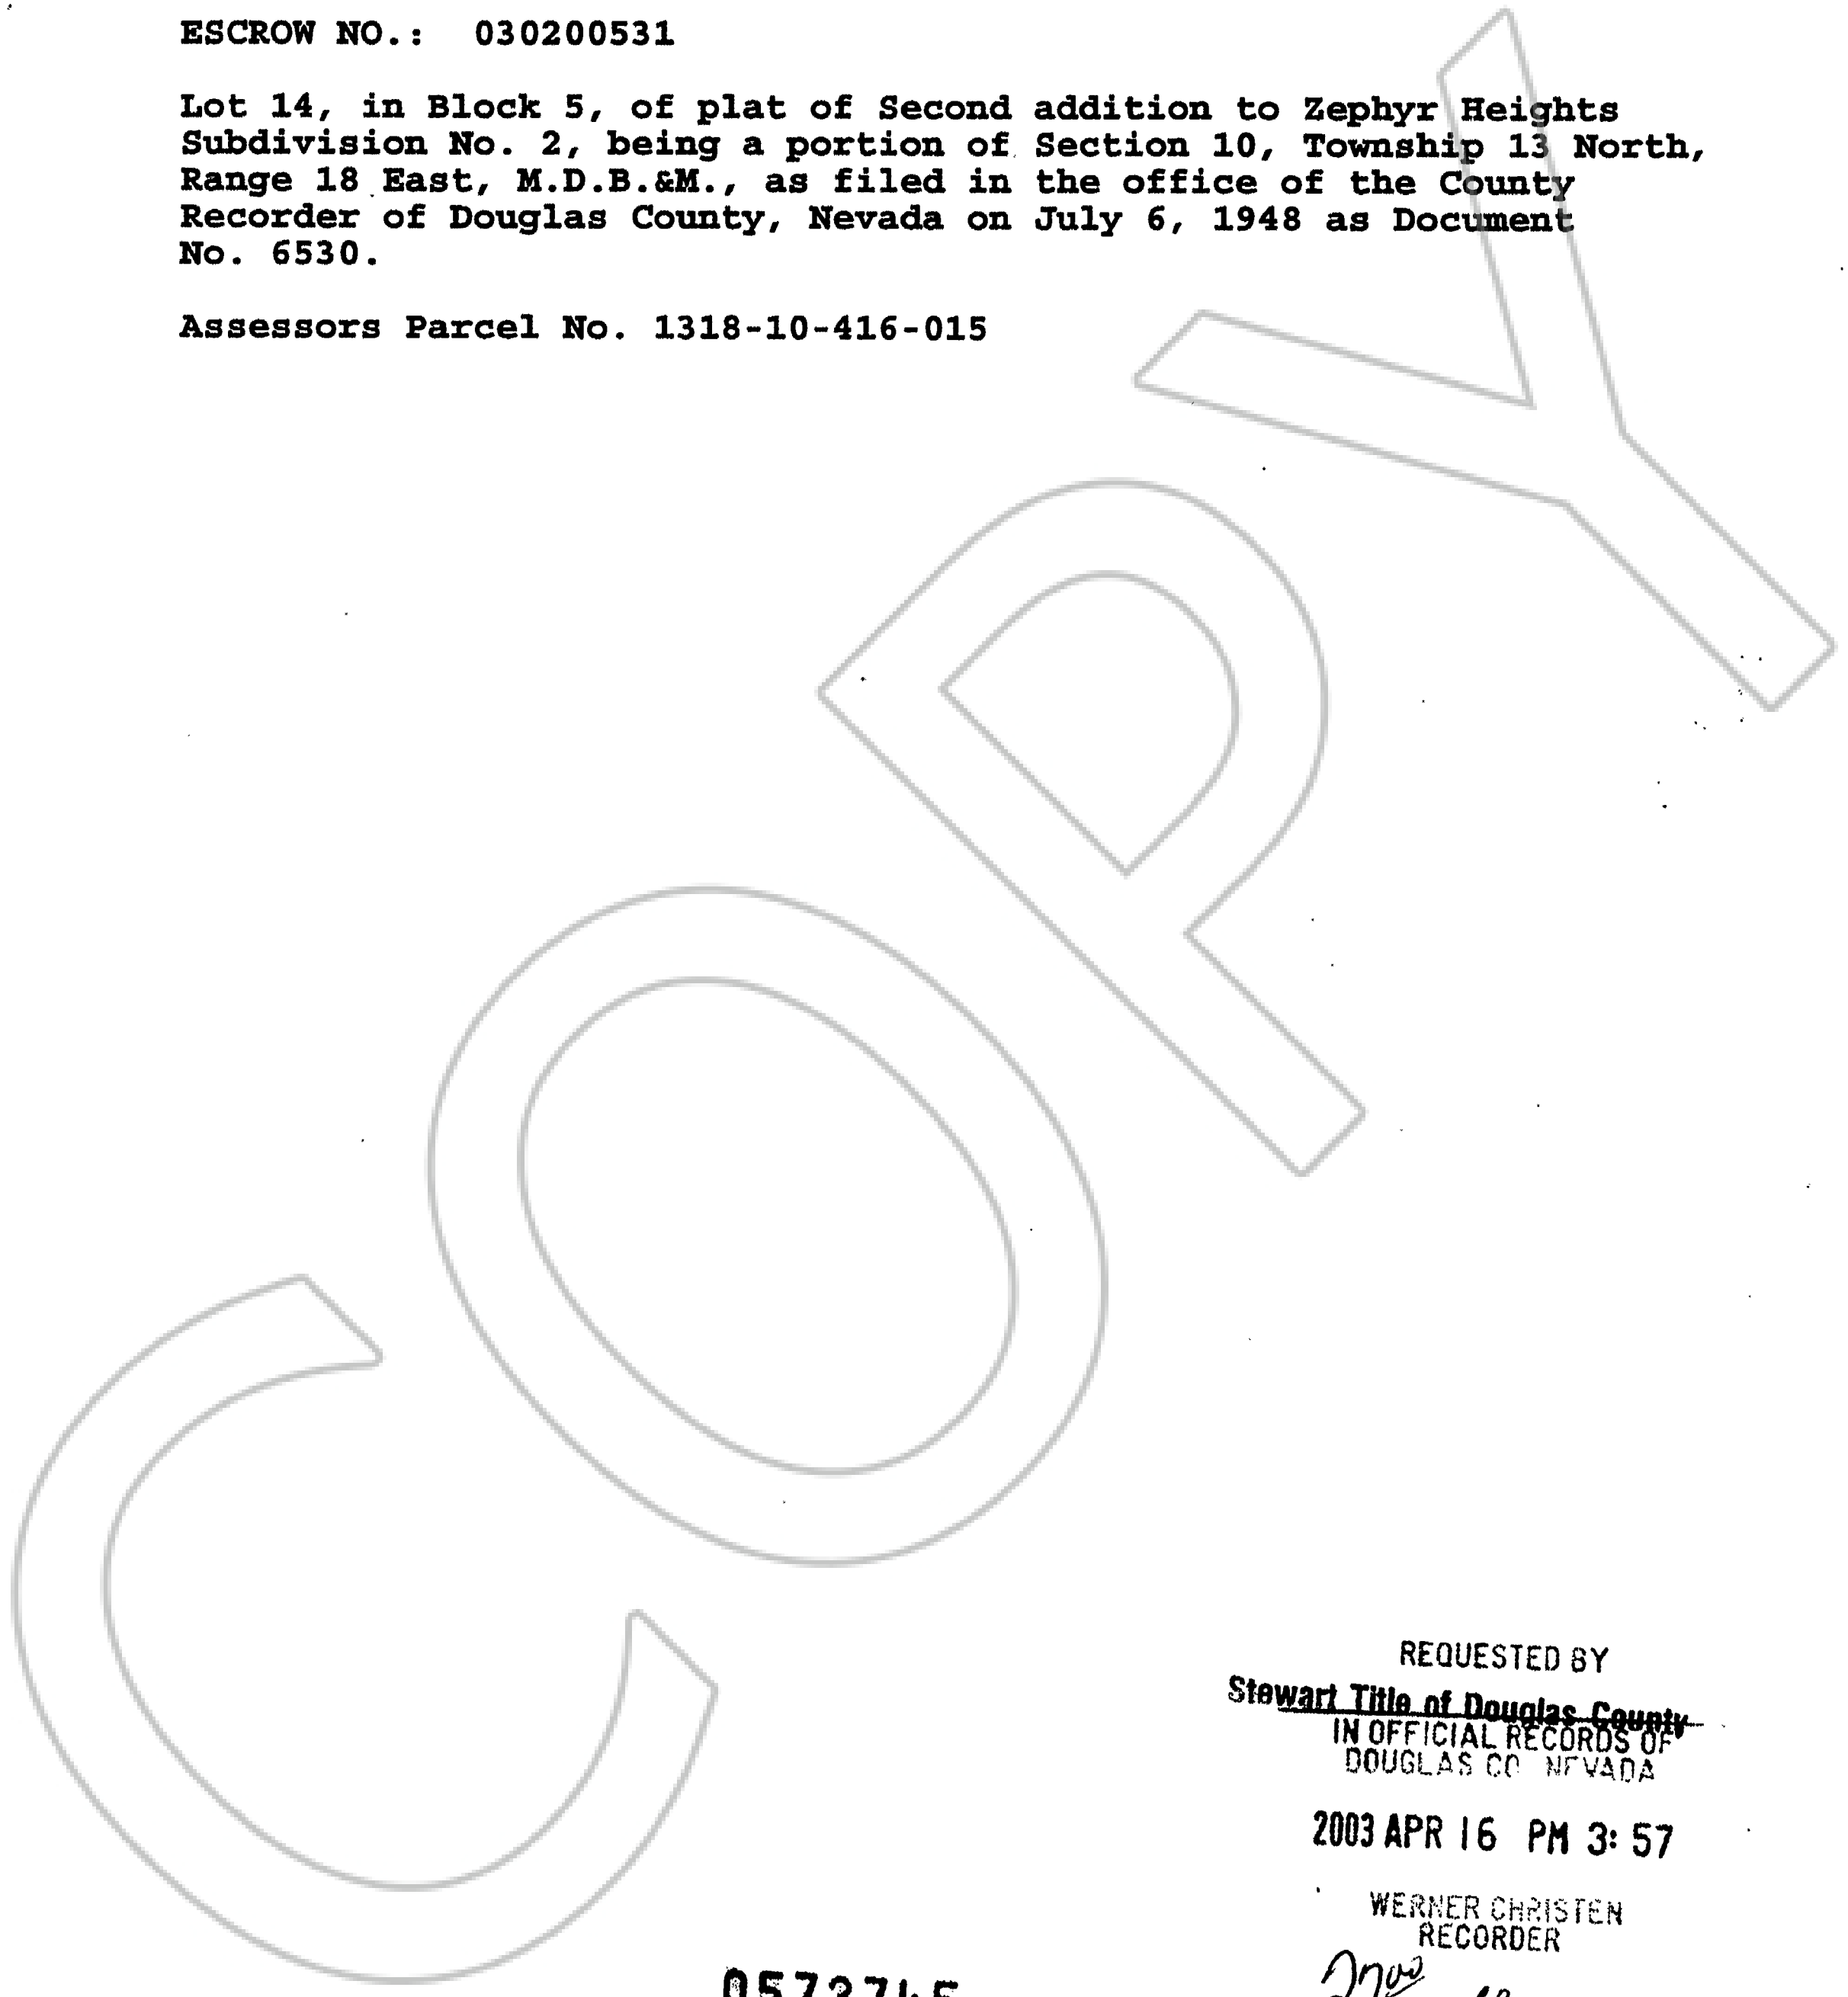 ESCROW NO.: 030200531
Lot 14, in Block 5, of plat of Second addition to Zephyr Heights
Subdivision No. 2, being a portion of Section 10, Township 13 North,
Range 18 East, M.D.B.&M., as filed in the office of the County
Recorder of Douglas County, Nevada on July 6, 1948 as Document
No. 6530.
Assessors Parcel No. 1318-10-416-015
COPY
REQUESTED BY
Stewart Title of Douglas County
IN OFFICIAL RECORDS OF
DOUGLAS CO NEVADA
2003 APR 16 PM 3:57
WERNER CHRISTEN
RECORDER